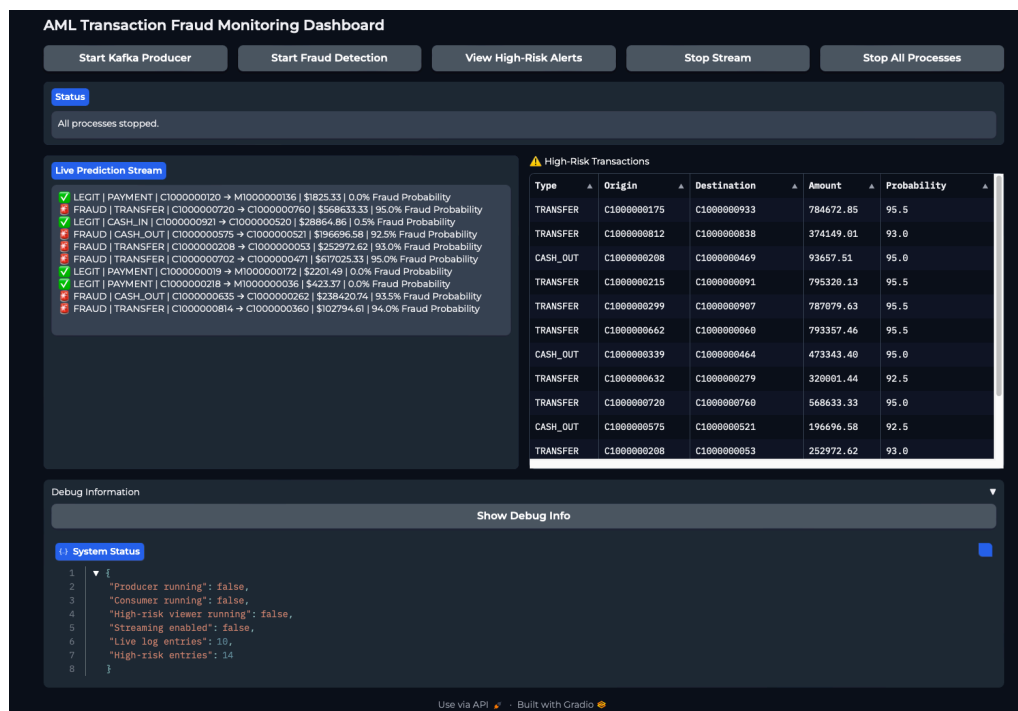 AML Transaction Fraud Monitoring Dashboard
Start Kafka Producer
Start Fraud Detection
View High-Risk Alerts
Stop Stream
Stop All Processes
Status
All processes stopped.
Live Prediction Stream
✅ LEGIT | PAYMENT | C1000000120 → M1000000136 | $1825.33 | 0.0% Fraud Probability
🚨 FRAUD | TRANSFER | C1000000720 → C1000000760 | $568633.33 | 95.0% Fraud Probability
✅ LEGIT | CASH_IN | C1000000921 → C1000000520 | $28864.86 | 0.5% Fraud Probability
🚨 FRAUD | CASH_OUT | C1000000575 → C1000000521 | $196696.58 | 92.5% Fraud Probability
🚨 FRAUD | TRANSFER | C1000000208 → C1000000053 | $252972.62 | 93.0% Fraud Probability
🚨 FRAUD | TRANSFER | C1000000702 → C1000000471 | $617025.33 | 95.0% Fraud Probability
✅ LEGIT | PAYMENT | C1000000019 → M1000000172 | $2201.49 | 0.0% Fraud Probability
✅ LEGIT | PAYMENT | C1000000218 → M1000000036 | $423.37 | 0.0% Fraud Probability
🚨 FRAUD | CASH_OUT | C1000000635 → C1000000262 | $238420.74 | 93.5% Fraud Probability
🚨 FRAUD | TRANSFER | C1000000814 → C1000000360 | $102794.61 | 94.0% Fraud Probability
⚠️ High-Risk Transactions
Type ▲ Origin ▲ Destination ▲ Amount ▲ Probability ▲
TRANSFER C1000000175 C1000000933 784672.85 95.5
TRANSFER C1000000812 C1000000838 374149.01 93.0
CASH_OUT C1000000208 C1000000469 93657.51 95.0
TRANSFER C1000000215 C1000000091 795320.13 95.5
TRANSFER C1000000299 C1000000907 787079.63 95.5
TRANSFER C1000000662 C1000000060 793357.46 95.5
CASH_OUT C1000000339 C1000000464 473343.40 95.0
TRANSFER C1000000632 C1000000279 320001.44 92.5
TRANSFER C1000000720 C1000000760 568633.33 95.0
CASH_OUT C1000000575 C1000000521 196696.58 92.5
TRANSFER C1000000208 C1000000053 252972.62 93.0
Debug Information ▼
Show Debug Info
{·} System Status
1 ▼ {
2 "Producer running": false,
3 "Consumer running": false,
4 "High-risk viewer running": false,
5 "Streaming enabled": false,
6 "Live log entries": 10,
7 "High-risk entries": 14
8 }
Use via API 🚀 · Built with Gradio